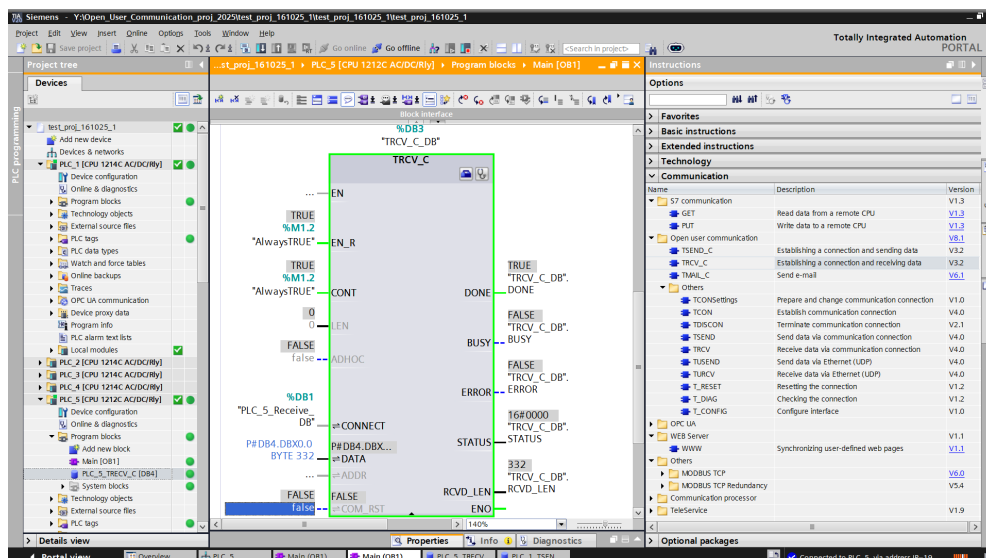 Siemens - Y:\Open_User_Communication_proj_2025\test_proj_161025_1\test_proj_161025_1\test_proj_161025_1
Project Edit View Insert Online Options Tools Window Help
Totally Integrated Automation
PORTAL
Save project
Go online
Go offline
<Search in project>
Project tree
...st_proj_161025_1 ▸ PLC_5 [CPU 1212C AC/DC/Rly] ▸ Program blocks ▸ Main [OB1]
Instructions
Devices
Options
PLC programming
Block interface
test_proj_161025_1
Add new device
Devices & networks
PLC_1 [CPU 1214C AC/DC/Rly]
Device configuration
Online & diagnostics
Program blocks
Technology objects
External source files
PLC tags
PLC data types
Watch and force tables
Online backups
Traces
OPC UA communication
Device proxy data
Program info
PLC alarm text lists
Local modules
PLC_2 [CPU 1214C AC/DC/Rly]
PLC_3 [CPU 1214C AC/DC/Rly]
PLC_4 [CPU 1214C AC/DC/Rly]
PLC_5 [CPU 1212C AC/DC/Rly]
Device configuration
Online & diagnostics
Program blocks
Add new block
Main [OB1]
PLC_5_TRECV_C [DB4]
System blocks
Technology objects
External source files
PLC tags
Details view
%DB3
"TRCV_C_DB"
TRCV_C
... EN
TRUE
%M1.2
"AlwaysTRUE" EN_R
TRUE
%M1.2
"AlwaysTRUE" CONT
0
0 LEN
FALSE
false ADHOC
%DB1
"PLC_5_Receive_
DB" CONNECT
P#DB4.DBX0.0
BYTE 332
P#DB4.DBX...
DATA
... ADDR
FALSE
false
FALSE
COM_RST
TRUE
"TRCV_C_DB".
DONE DONE
FALSE
"TRCV_C_DB".
BUSY BUSY
FALSE
"TRCV_C_DB".
ERROR ERROR
16#0000
"TRCV_C_DB".
STATUS STATUS
332
"TRCV_C_DB".
RCVD_LEN RCVD_LEN
ENO
140%
Properties Info Diagnostics
Favorites
Basic instructions
Extended instructions
Technology
Communication
Name Description Version
S7 communication V1.3
GET Read data from a remote CPU V1.3
PUT Write data to a remote CPU V1.3
Open user communication V8.1
TSEND_C Establishing a connection and sending data V3.2
TRCV_C Establishing a connection and receiving data V3.2
TMAIL_C Send e-mail V6.1
Others
TCONSettings Prepare and change communication connection V1.0
TCON Establish communication connection V4.0
TDISCON Terminate communication connection V2.1
TSEND Send data via communication connection V4.0
TRCV Receive data via communication connection V4.0
TUSEND Send data via Ethernet (UDP) V4.0
TURCV Receive data via Ethernet (UDP) V4.0
T_RESET Resetting the connection V1.2
T_DIAG Checking the connection V1.2
T_CONFIG Configure interface V1.0
OPC UA
WEB Server V1.1
WWW Synchronizing user-defined web pages V1.1
Others
MODBUS TCP V6.0
MODBUS TCP Redundancy V5.4
Communication processor
TeleService V1.9
Optional packages
Portal view Overview PLC_5 Main (OB1) Main (OB1) PLC_5_TRECV PLC_1_TSEN
Connected to PLC_5, via address IP=19